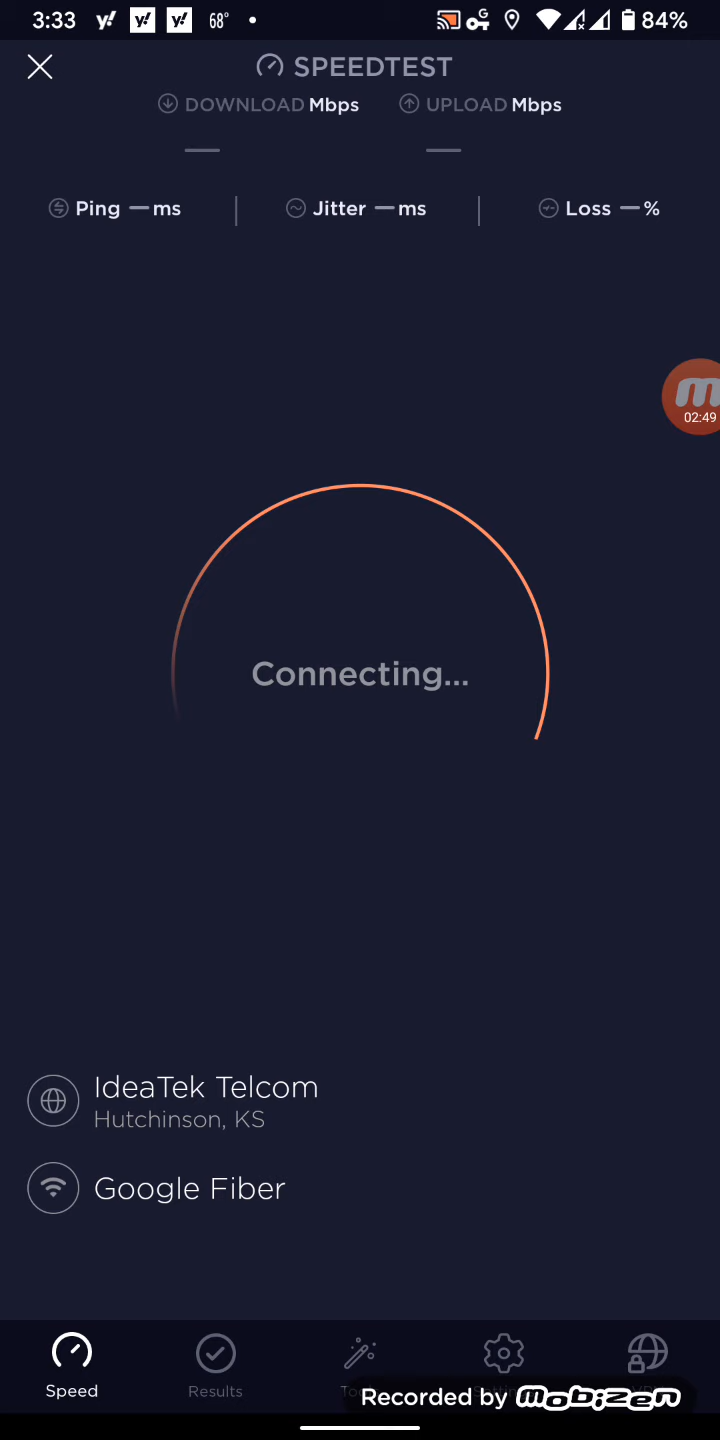 3:33 y! y! y! 68° G 84%
SPEEDTEST
DOWNLOAD Mbps UPLOAD Mbps
— —
Ping — ms Jitter — ms Loss — %
m
02:49
Connecting...
IdeaTek Telcom
Hutchinson, KS
Google Fiber
Speed Results
Recorded by mobizen